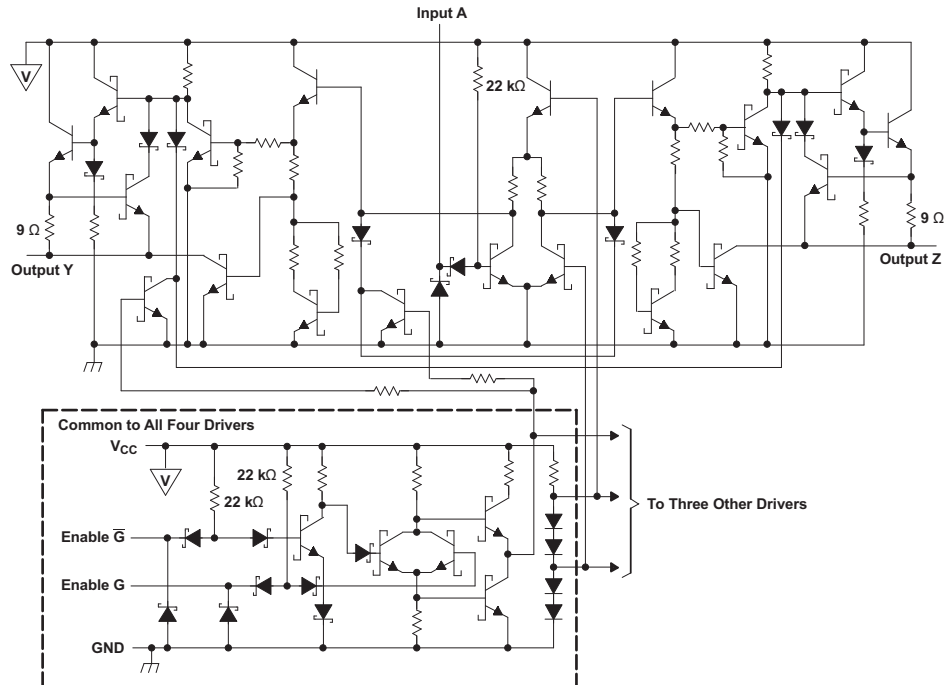 Input A
V
22 kΩ
9 Ω
9 Ω
Output Y
Output Z
Common to All Four Drivers
VCC
V
22 kΩ
22 kΩ
To Three Other Drivers
Enable G̅
Enable G
GND